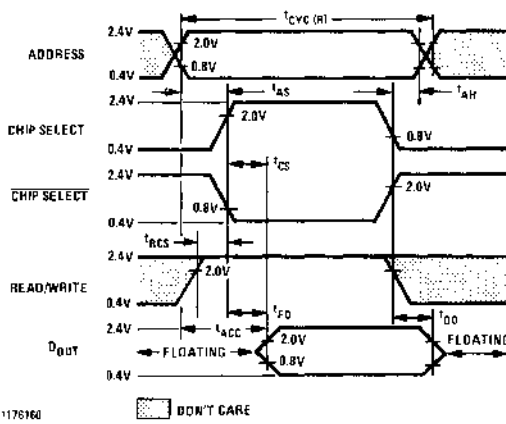 tCYC (R)
2.4V
ADDRESS
2.0V
0.8V
0.4V
tAS
tAH
2.4V
CHIP SELECT
2.0V
0.8V
0.4V
tCS
2.4V
CHIP SELECT
2.0V
0.8V
0.4V
tRCS
2.4V
READ/WRITE
2.0V
0.4V
tACC
tFD
tDO
2.4V
DOUT
FLOATING
2.0V
0.8V
FLOATING
0.4V
1176160
DON'T CARE